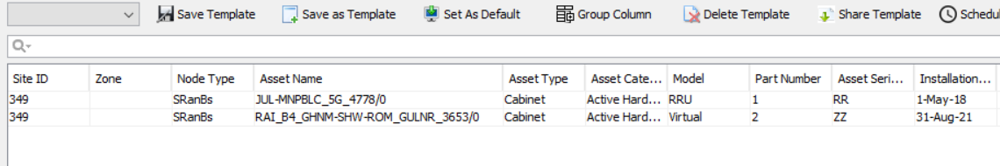 Save Template Save as Template Set As Default Group Column Delete Template Share Template Schedul
Site ID Zone Node Type Asset Name Asset Type Asset Cate... Model Part Number Asset Seri... Installation...
349 SRanBs JUL-MNPBLC_5G_4778/0 Cabinet Active Hard... RRU 1 RR 1-May-18
349 SRanBs RAI_B4_GHNM-SHW-ROM_GULNR_3653/0 Cabinet Active Hard... Virtual 2 ZZ 31-Aug-21